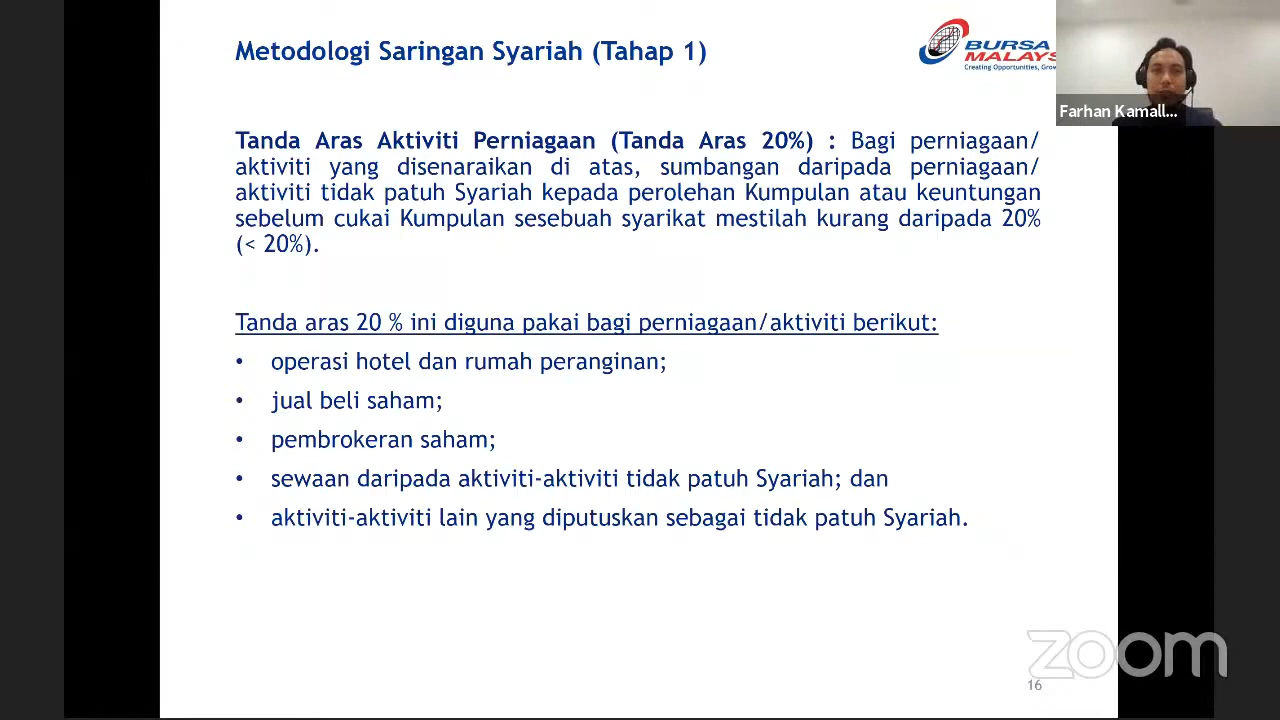 Metodologi Saringan Syariah (Tahap 1)
BURSA
MALAYS
Creating Opportunities, Grow
Farhan Kamall...
Tanda Aras Aktiviti Perniagaan (Tanda Aras 20%) : Bagi perniagaan/
aktiviti yang disenaraikan di atas, sumbangan daripada perniagaan/
aktiviti tidak patuh Syariah kepada perolehan Kumpulan atau keuntungan
sebelum cukai Kumpulan sesebuah syarikat mestilah kurang daripada 20%
(< 20%).
Tanda aras 20 % ini diguna pakai bagi perniagaan/aktiviti berikut:
• operasi hotel dan rumah peranginan;
• jual beli saham;
• pembrokeran saham;
• sewaan daripada aktiviti-aktiviti tidak patuh Syariah; dan
• aktiviti-aktiviti lain yang diputuskan sebagai tidak patuh Syariah.
zoom
16